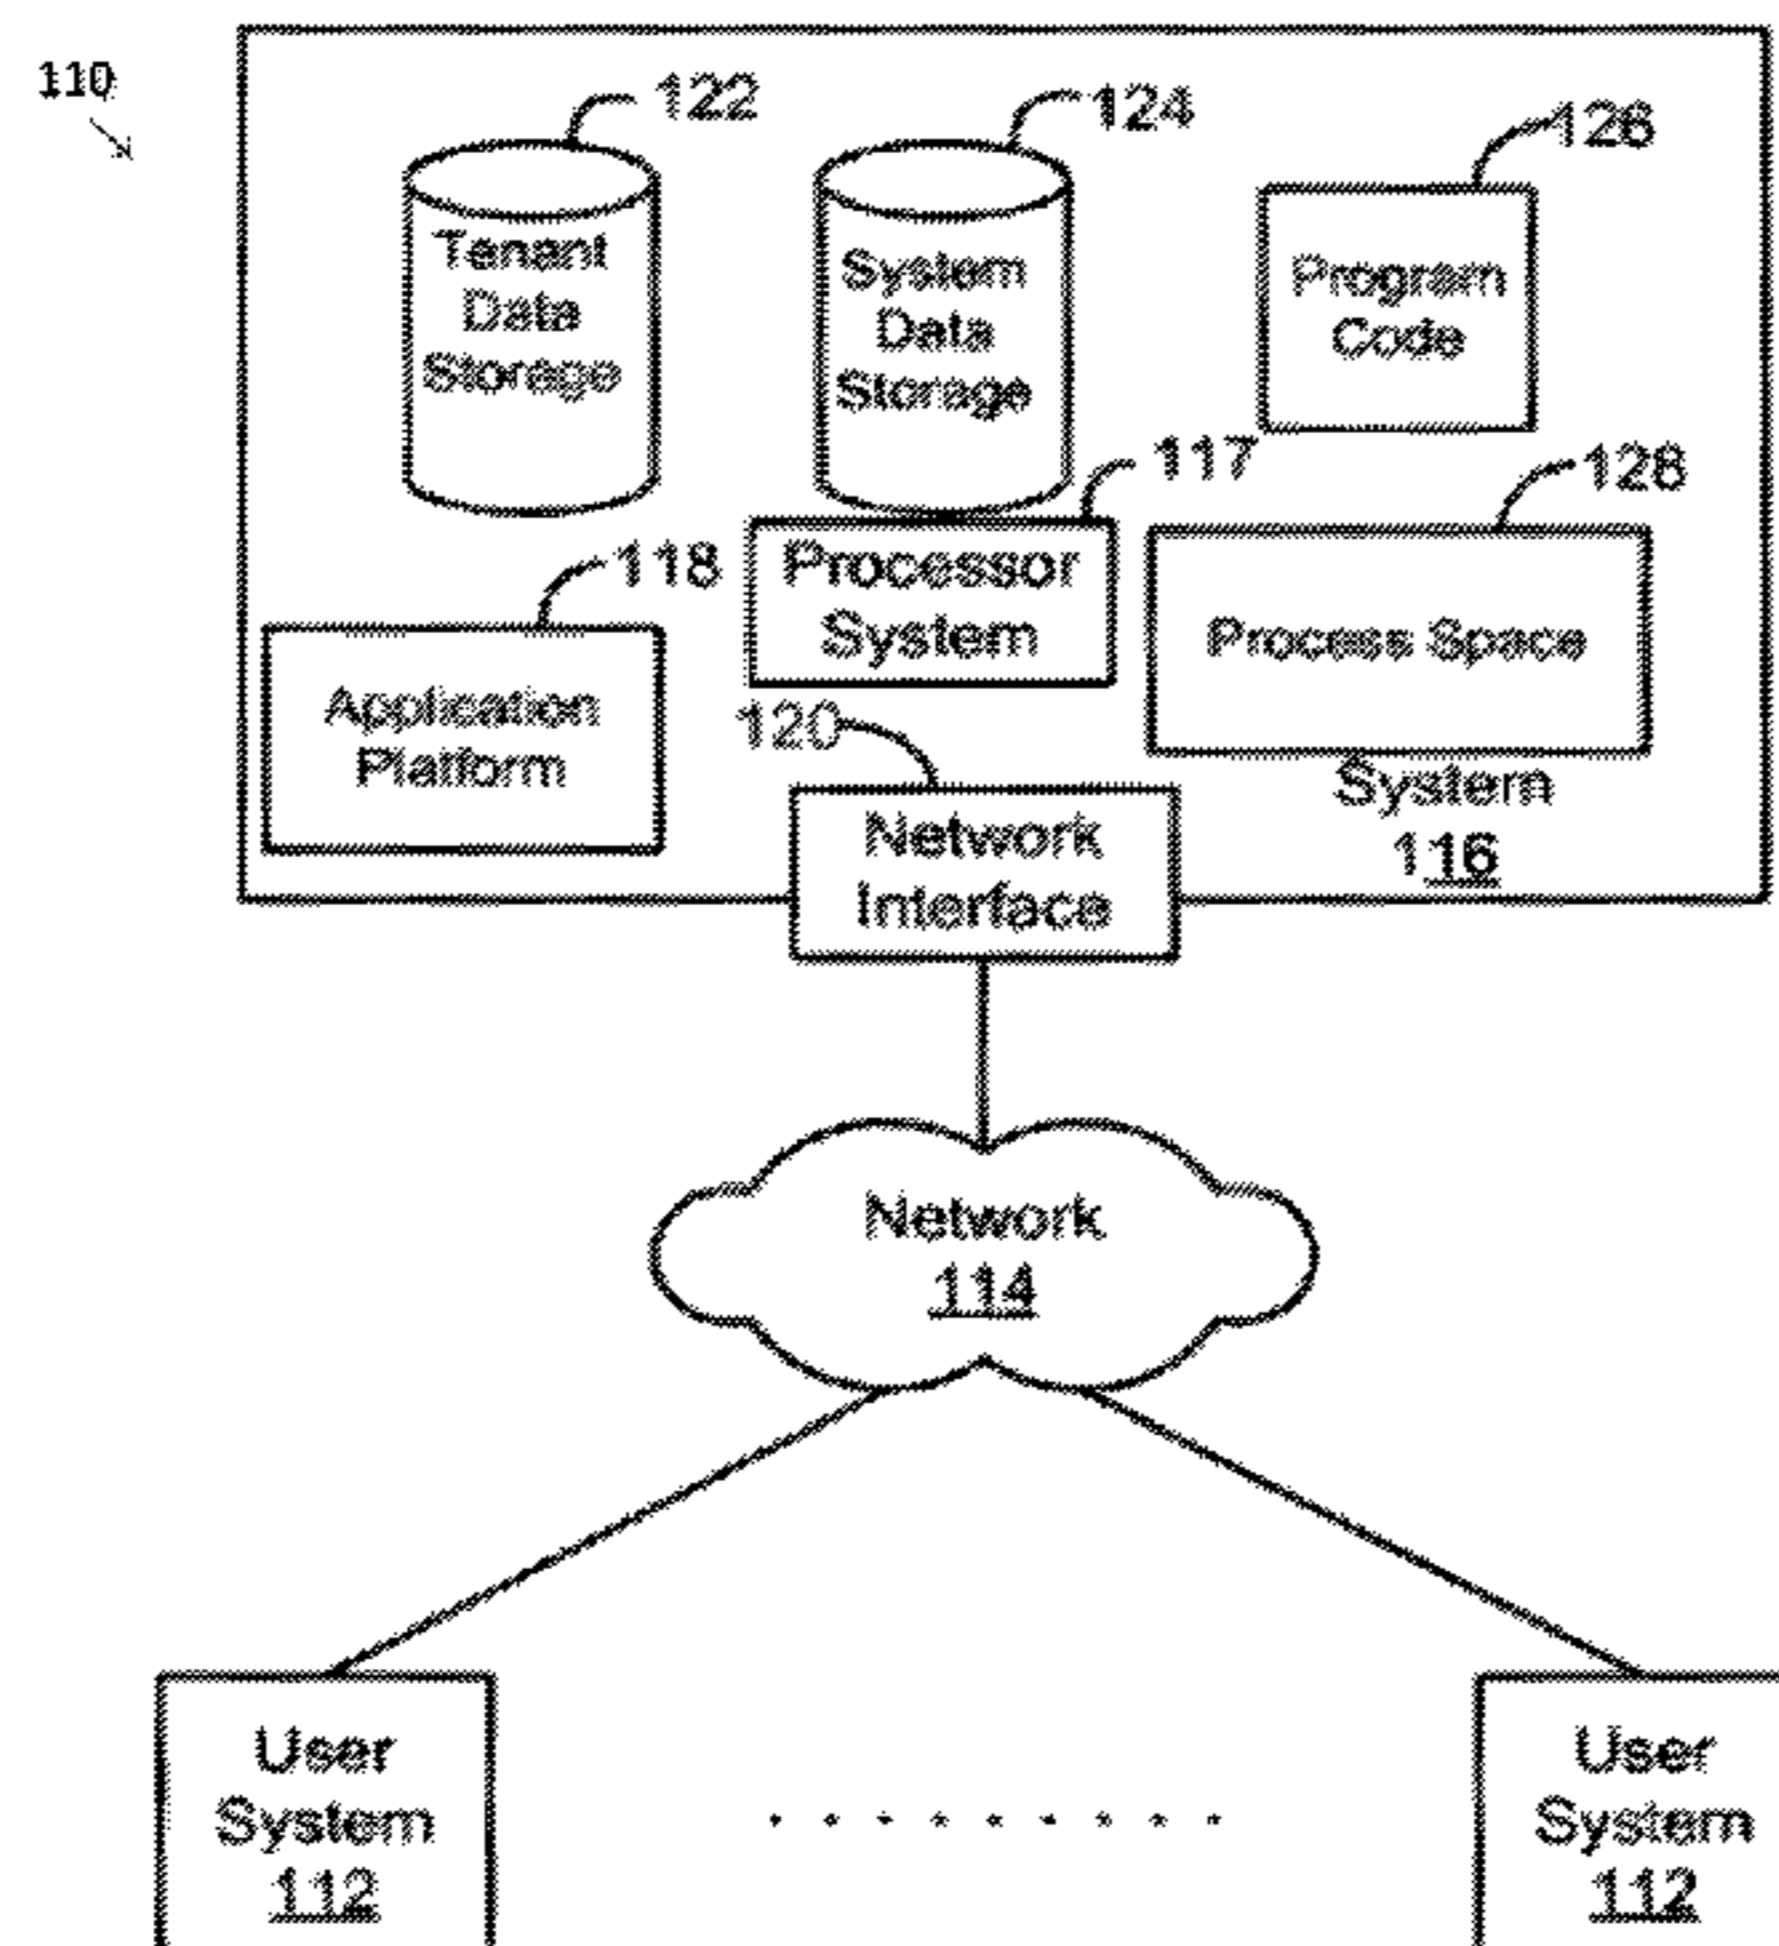 110
122
124
126
Tenant
Data
Storage
System
Data
Storage
Program
Code
117
128
118
Processor
System
Process Space
Application
Platform
120
System
116
Network
Interface
Network
114
User
System
112
User
System
112